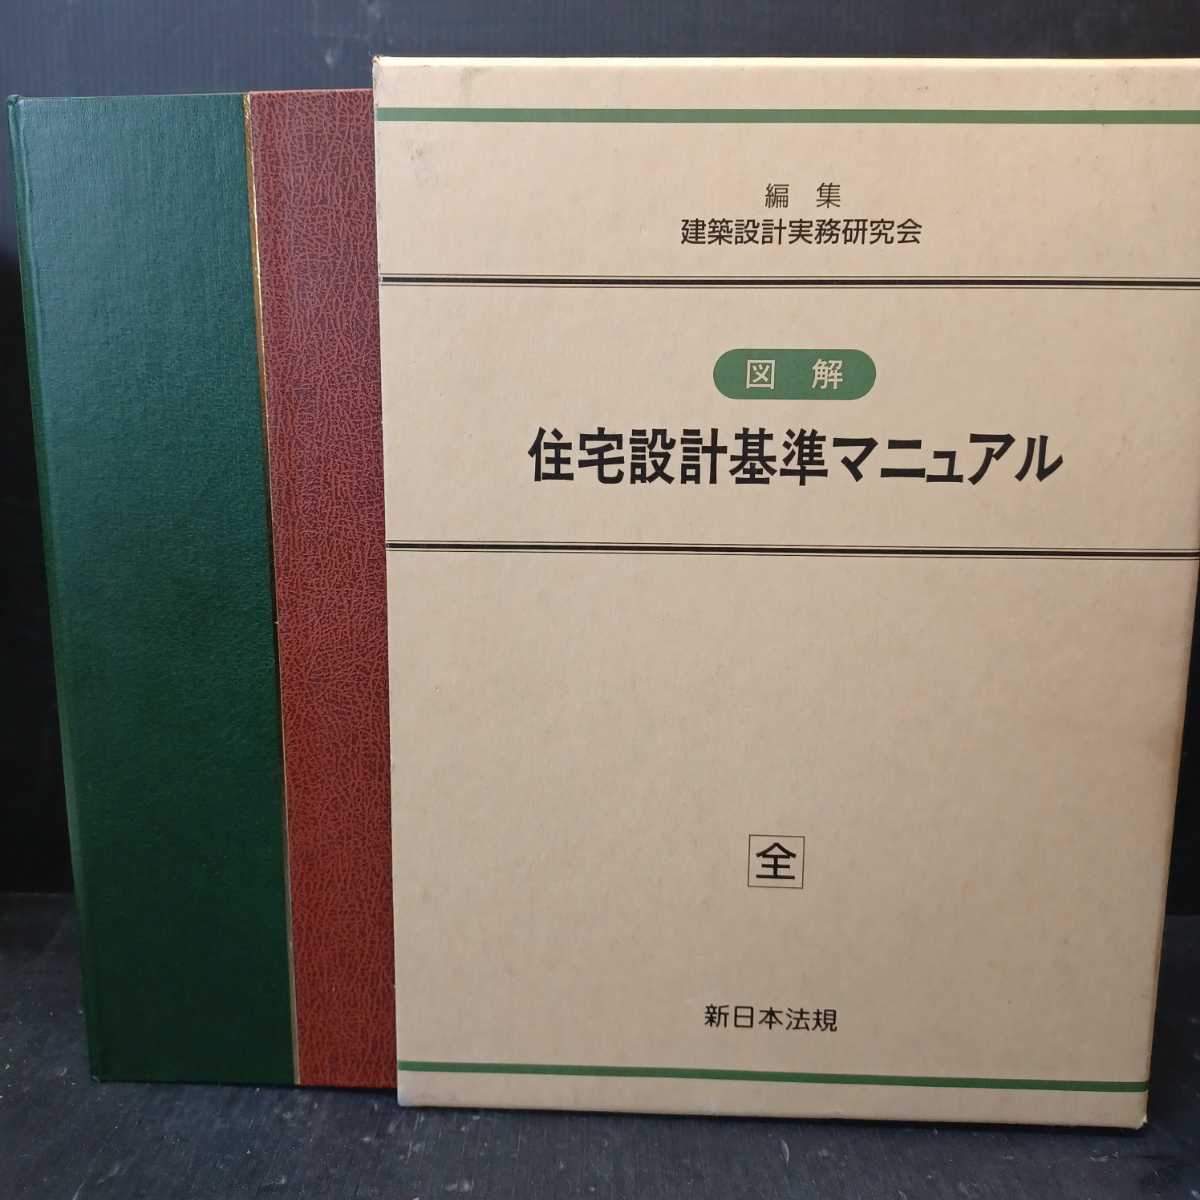 編 集
建築設計実務研究会
図 解
住宅設計基準マニュアル
全
新日本法規